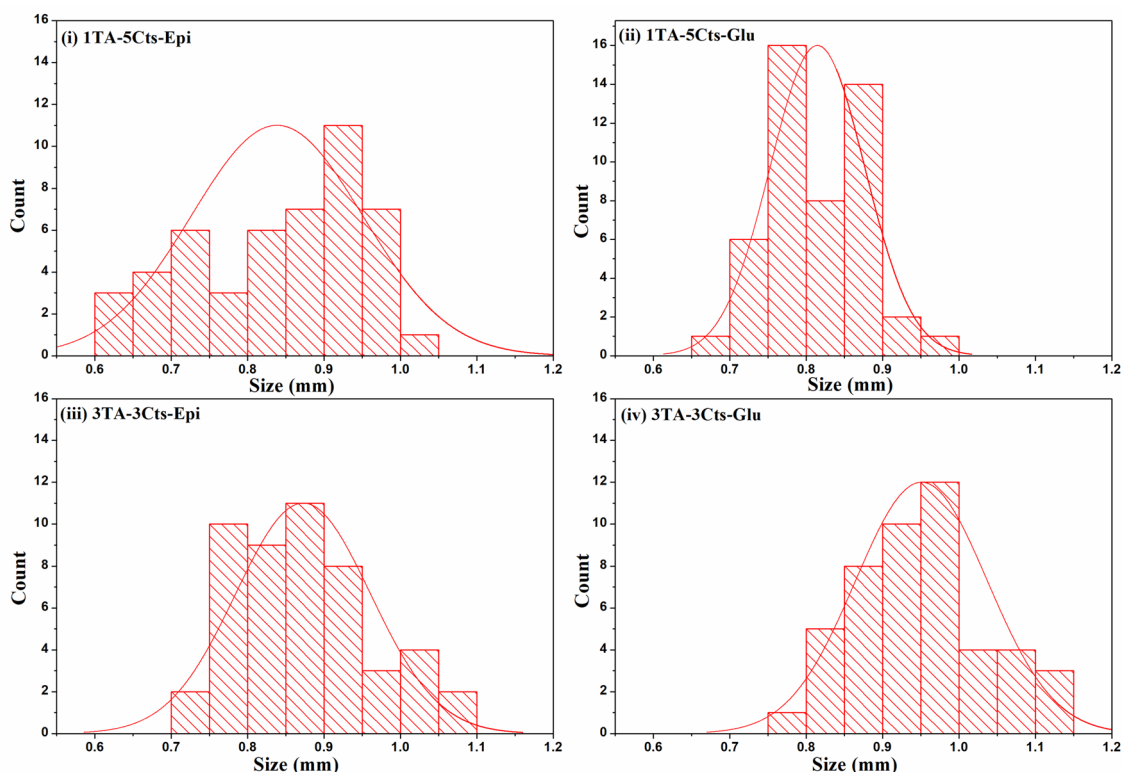 (i) 1TA-5Cts-Epi
16
14
12
10
8
6
4
2
0
Count
0.6 0.7 0.8 0.9 1.0 1.1 1.2
Size (mm)
(ii) 1TA-5Cts-Glu
16
14
12
10
8
6
4
2
0
Count
0.6 0.7 0.8 0.9 1.0 1.1 1.2
Size (mm)
(iii) 3TA-3Cts-Epi
16
14
12
10
8
6
4
2
0
Count
0.6 0.7 0.8 0.9 1.0 1.1 1.2
Size (mm)
(iv) 3TA-3Cts-Glu
16
14
12
10
8
6
4
2
0
Count
0.6 0.7 0.8 0.9 1.0 1.1 1.2
Size (mm)